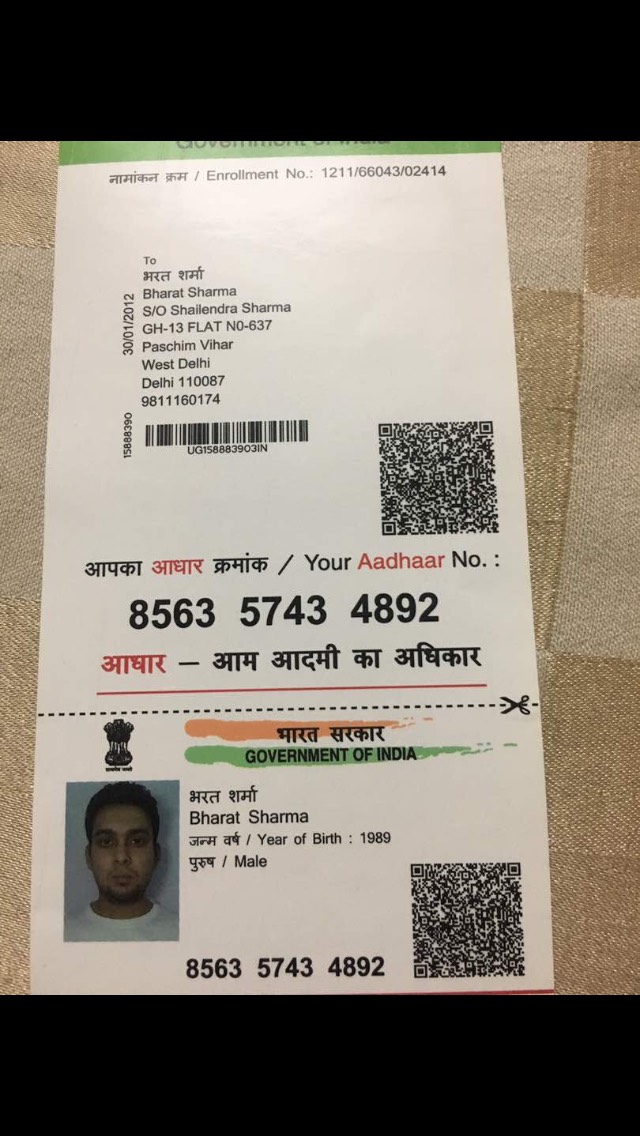 Government of India
नामांकन क्रम / Enrollment No.: 1211/66043/02414
To
भरत शर्मा
Bharat Sharma
S/O Shailendra Sharma
GH-13 FLAT N0-637
Paschim Vihar
West Delhi
Delhi 110087
9811160174
30/01/2012
15888390
UG158883903IN
आपका आधार क्रमांक / Your Aadhaar No. :
8563 5743 4892
आधार – आम आदमी का अधिकार
भारत सरकार
GOVERNMENT OF INDIA
भरत शर्मा
Bharat Sharma
जन्म वर्ष / Year of Birth : 1989
पुरुष / Male
8563 5743 4892